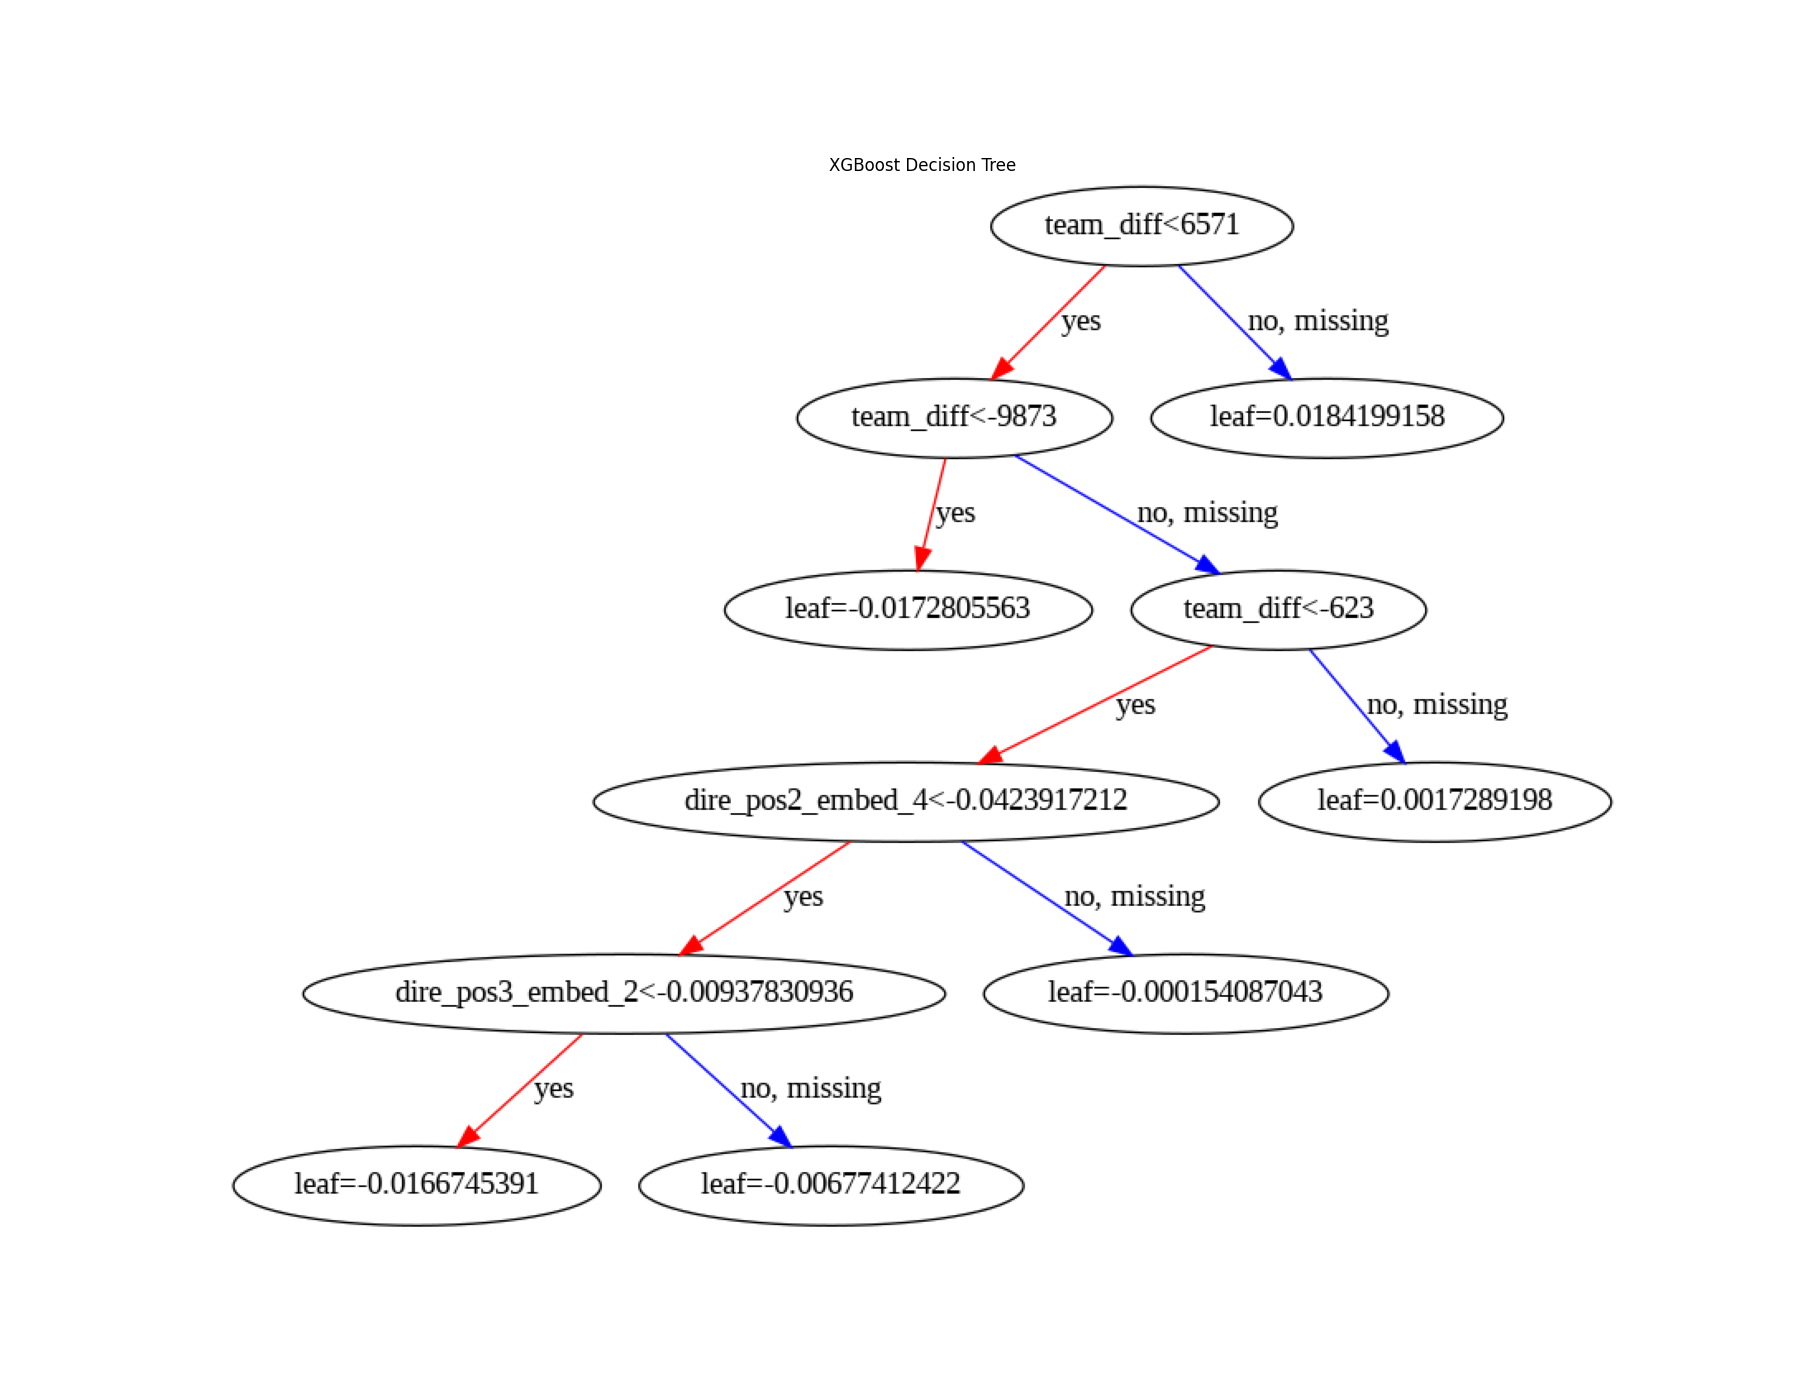 XGBoost Decision Tree
team_diff<6571
yes
no, missing
team_diff<-9873
leaf=0.0184199158
yes
no, missing
leaf=-0.0172805563
team_diff<-623
yes
no, missing
dire_pos2_embed_4<-0.0423917212
leaf=0.0017289198
yes
no, missing
dire_pos3_embed_2<-0.00937830936
leaf=-0.000154087043
yes
no, missing
leaf=-0.0166745391
leaf=-0.00677412422